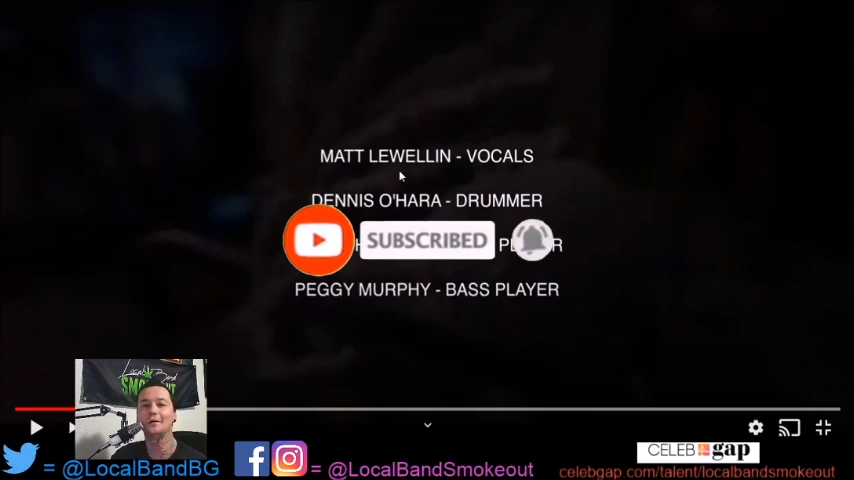 MATT LEWELLIN - VOCALS
DENNIS O'HARA - DRUMMER
SUBSCRIBED
PEGGY MURPHY - BASS PLAYER
= @LocalBandBG
= @LocalBandSmokeout
CELEB gap
celebgap.com/talent/localbandsmokeout